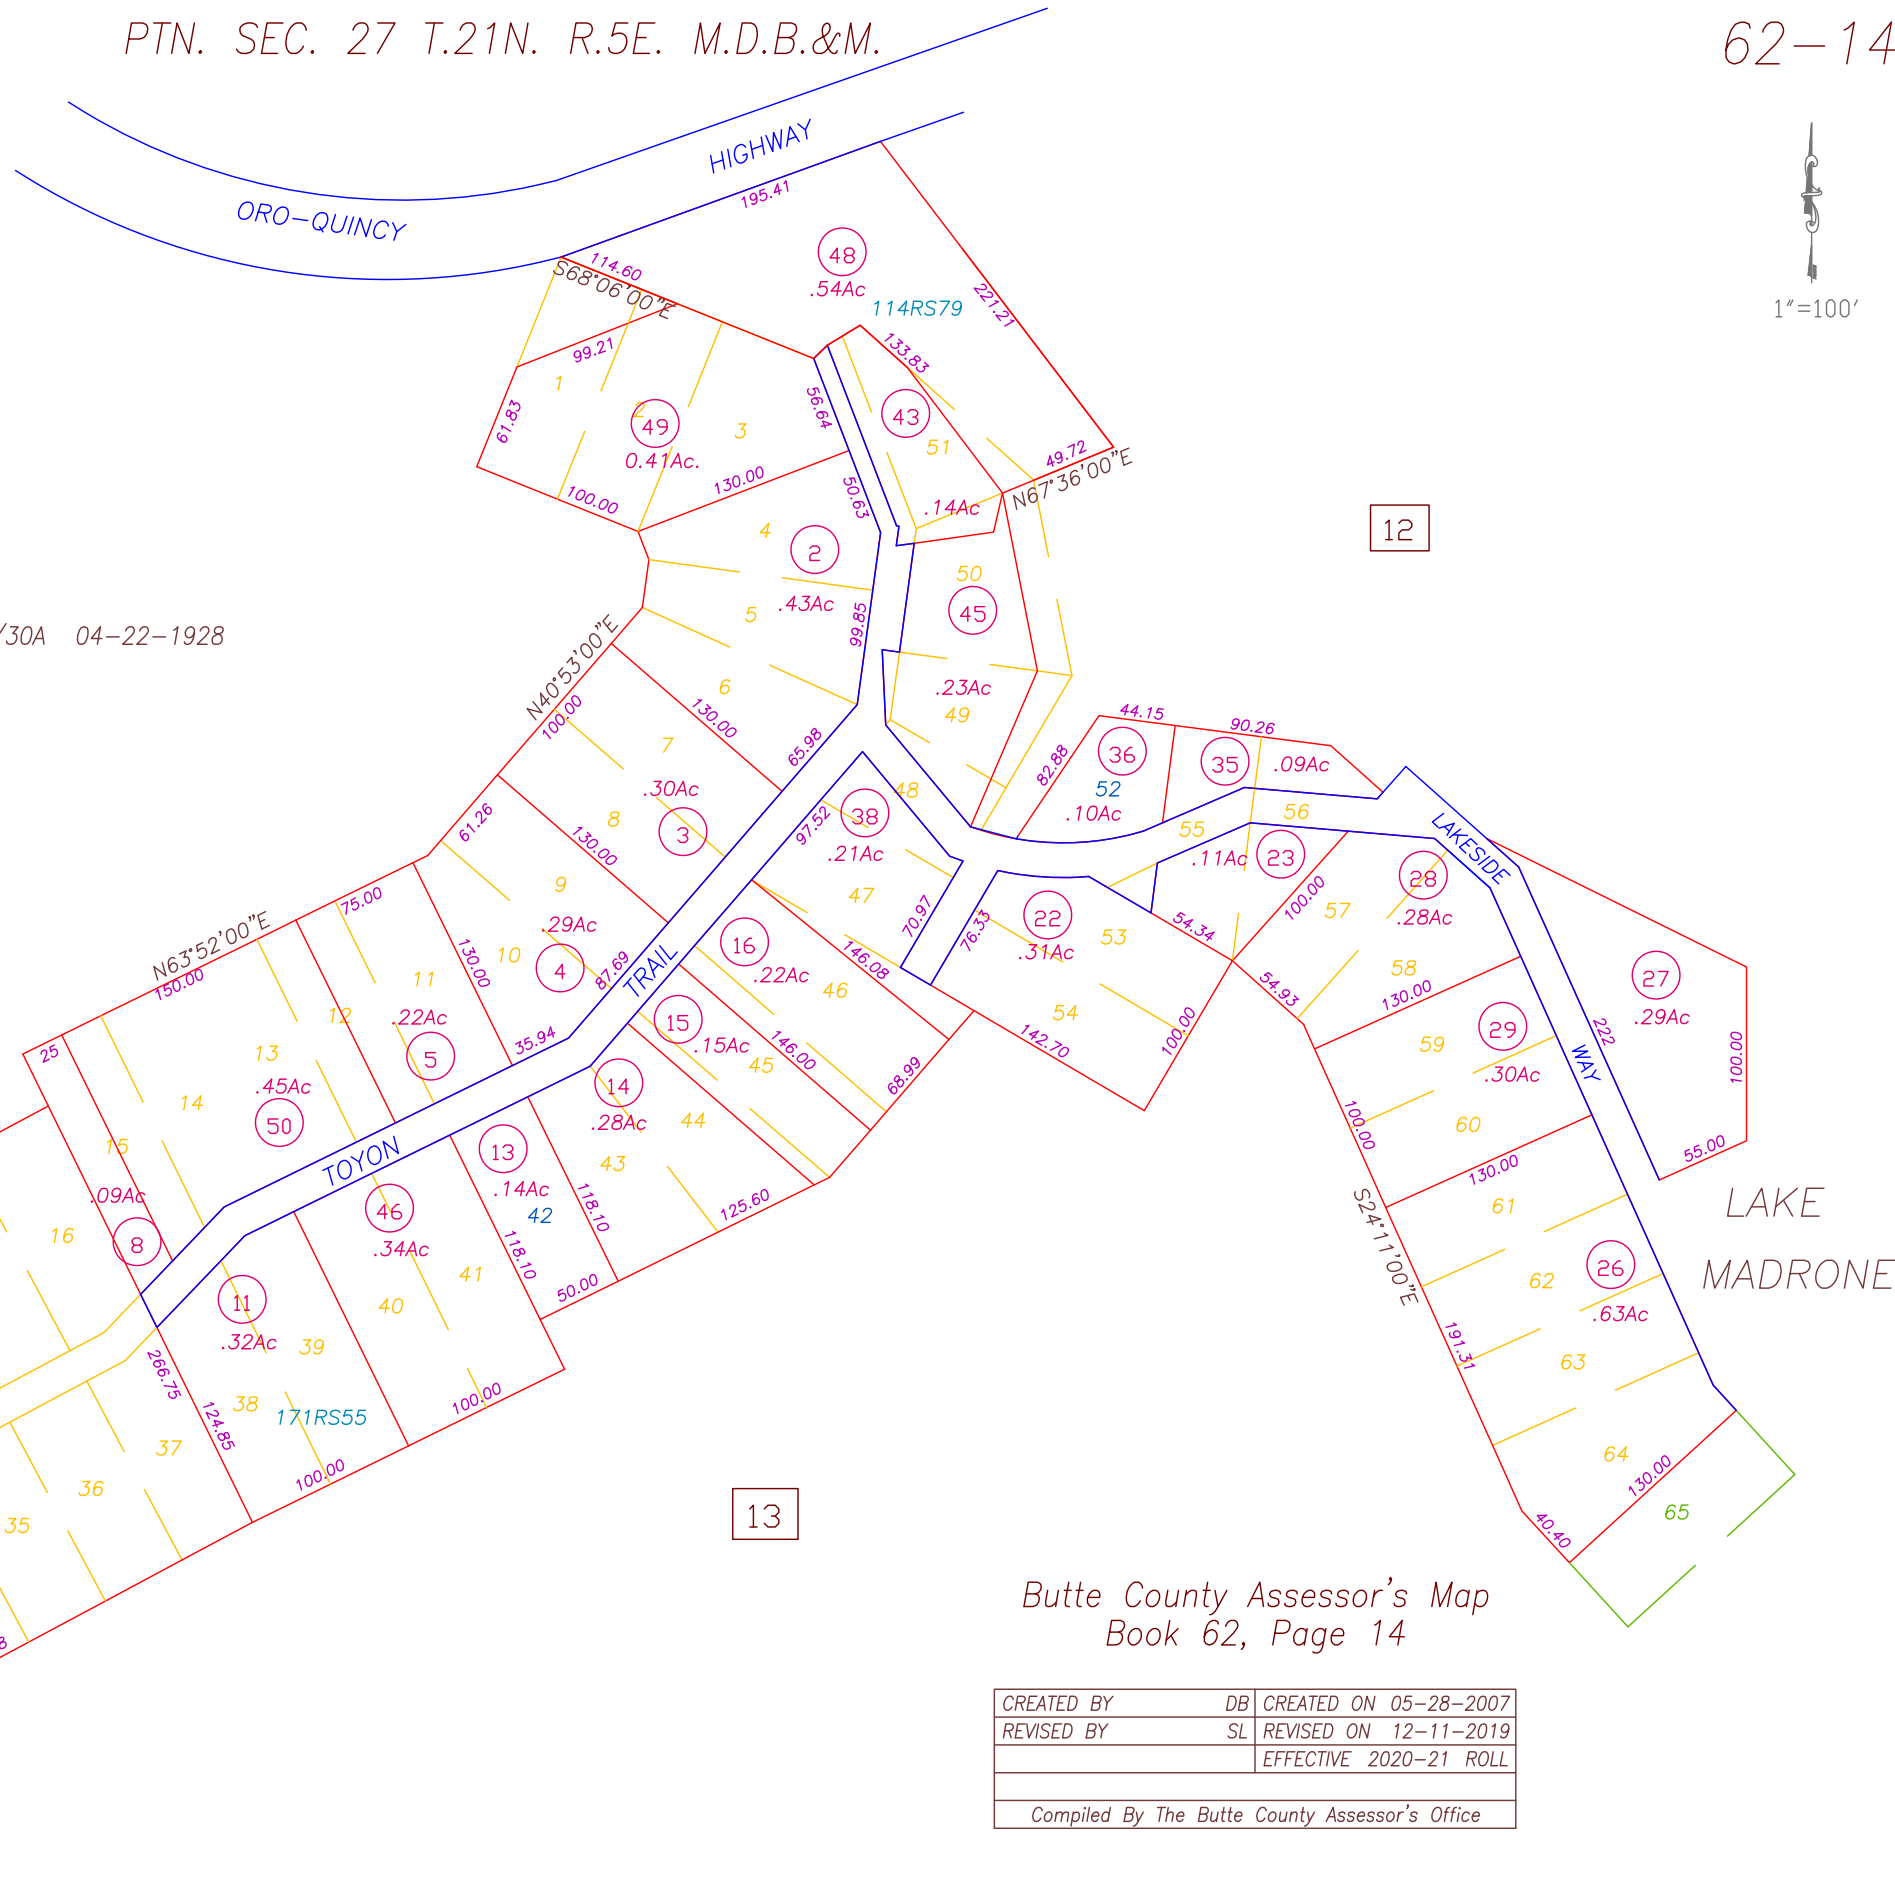 PTN. SEC. 27 T.21N. R.5E. M.D.B.&M.
62-14
HIGHWAY
ORO-QUINCY
195.41
1"=100'
48
.54Ac
114RS79
114.60
S68°06'00"E
221.21
99.21
133.83
1
2
3
61.83
49
0.41Ac.
56.64
43
51
49.72
N67°36'00"E
100.00
130.00
50.63
.14Ac
12
4
2
.43Ac
5
50
45
99.85
/30A 04-22-1928
N40°53'00"E
100.00
6
130.00
65.98
.23Ac
49
7
.30Ac
3
8
44.15
90.26
82.88
36
52
.10Ac
35
.09Ac
48
38
.21Ac
97.52
55
56
.11Ac
23
LAKESIDE
61.26
130.00
9
.29Ac
4
10
47
70.97
76.33
22
.31Ac
53
54.34
100.00
57
28
.28Ac
58
N63°52'00"E
150.00
75.00
130.00
87.69
TRAIL
16
.22Ac
146.08
46
54
54.93
130.00
27
.29Ac
11
.22Ac
5
12
35.94
15
.15Ac
146.00
45
68.99
142.70
100.00
59
29
.30Ac
222
WAY
100.00
25
13
.45Ac
50
14
15
14
.28Ac
44
43
60
100.00
130.00
55.00
TOYON
13
.14Ac
42
118.10
118.10
125.60
50.00
.09Ac
8
16
46
.34Ac
41
40
LAKE
MADRONE
S24°11'00"E
61
62
26
.63Ac
63
191.31
11
.32Ac
39
38
266.75
124.85
171RS55
100.00
100.00
37
36
35
64
130.00
65
40.40
13
8
Butte County Assessor's Map
Book 62, Page 14
CREATED BY DB CREATED ON 05-28-2007
REVISED BY SL REVISED ON 12-11-2019
EFFECTIVE 2020-21 ROLL
Compiled By The Butte County Assessor's Office